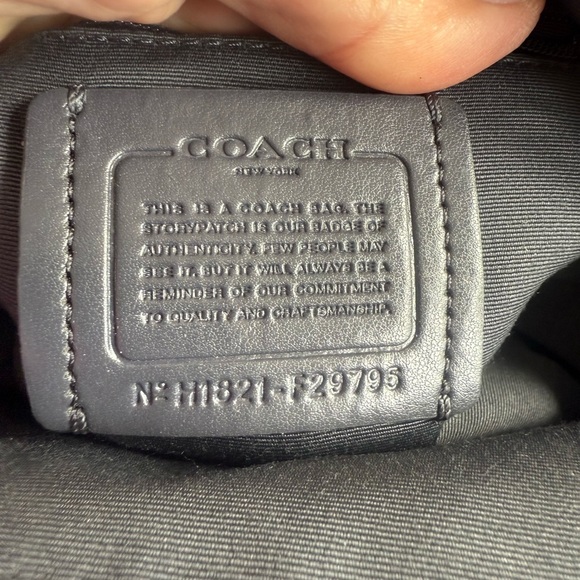 COACH
NEW YORK
THIS IS A COACH BAG. THE
STORYPATCH IS OUR BADGE OF
AUTHENTICITY. FEW PEOPLE MAY
SEE IT, BUT IT WILL ALWAYS BE A
REMINDER OF OUR COMMITMENT
TO QUALITY AND CRAFTSMANSHIP.
Nº H1821-F29795